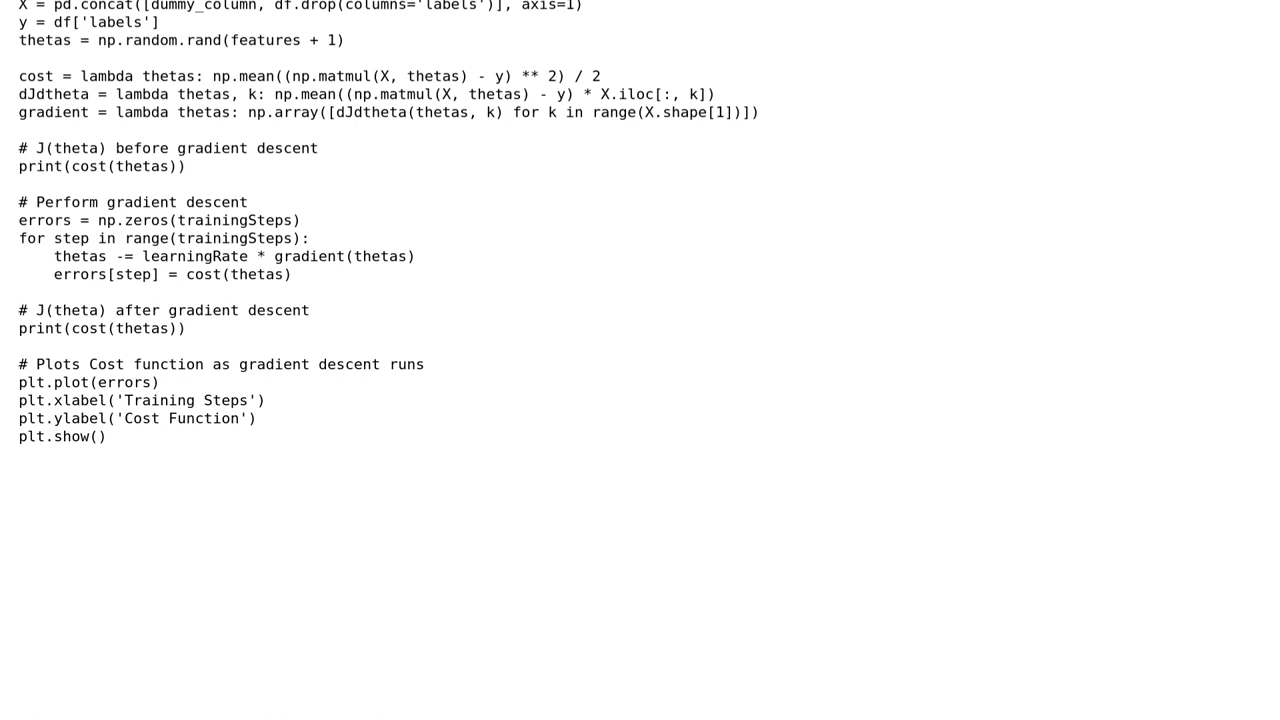 X = pd.concat([dummy_column, df.drop(columns='labels')], axis=1)
y = df['labels']
thetas = np.random.rand(features + 1)

cost = lambda thetas: np.mean((np.matmul(X, thetas) - y) ** 2) / 2
dJdtheta = lambda thetas, k: np.mean((np.matmul(X, thetas) - y) * X.iloc[:, k])
gradient = lambda thetas: np.array([dJdtheta(thetas, k) for k in range(X.shape[1])])

# J(theta) before gradient descent
print(cost(thetas))

# Perform gradient descent
errors = np.zeros(trainingSteps)
for step in range(trainingSteps):
    thetas -= learningRate * gradient(thetas)
    errors[step] = cost(thetas)

# J(theta) after gradient descent
print(cost(thetas))

# Plots Cost function as gradient descent runs
plt.plot(errors)
plt.xlabel('Training Steps')
plt.ylabel('Cost Function')
plt.show()